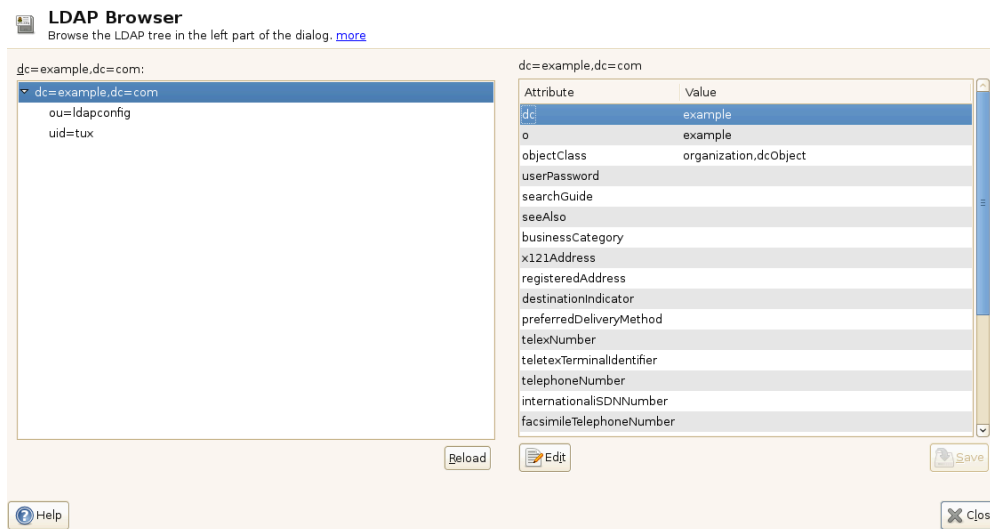 LDAP Browser
Browse the LDAP tree in the left part of the dialog. more
dc=example,dc=com:
dc=example,dc=com
ou=ldapconfig
uid=tux
Reload
dc=example,dc=com
Attribute Value
dc example
o example
objectClass organization,dcObject
userPassword
searchGuide
seeAlso
businessCategory
x121Address
registeredAddress
destinationIndicator
preferredDeliveryMethod
telexNumber
teletexTerminalIdentifier
telephoneNumber
internationaliSDNNumber
facsimileTelephoneNumber
Edit Save
Help Clos